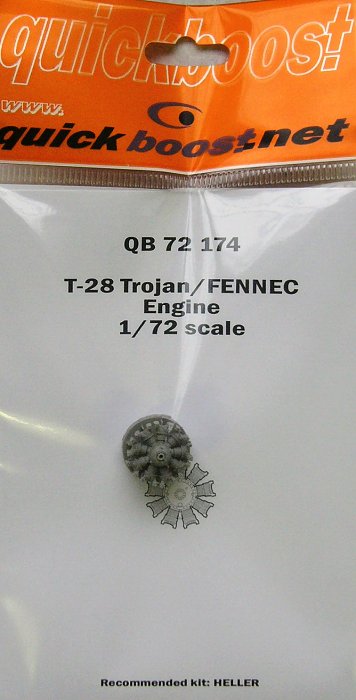 quickboost
www.
quickboost.net
QB 72 174
T-28 Trojan/FENNEC
Engine
1/72 scale
Recommended kit: HELLER